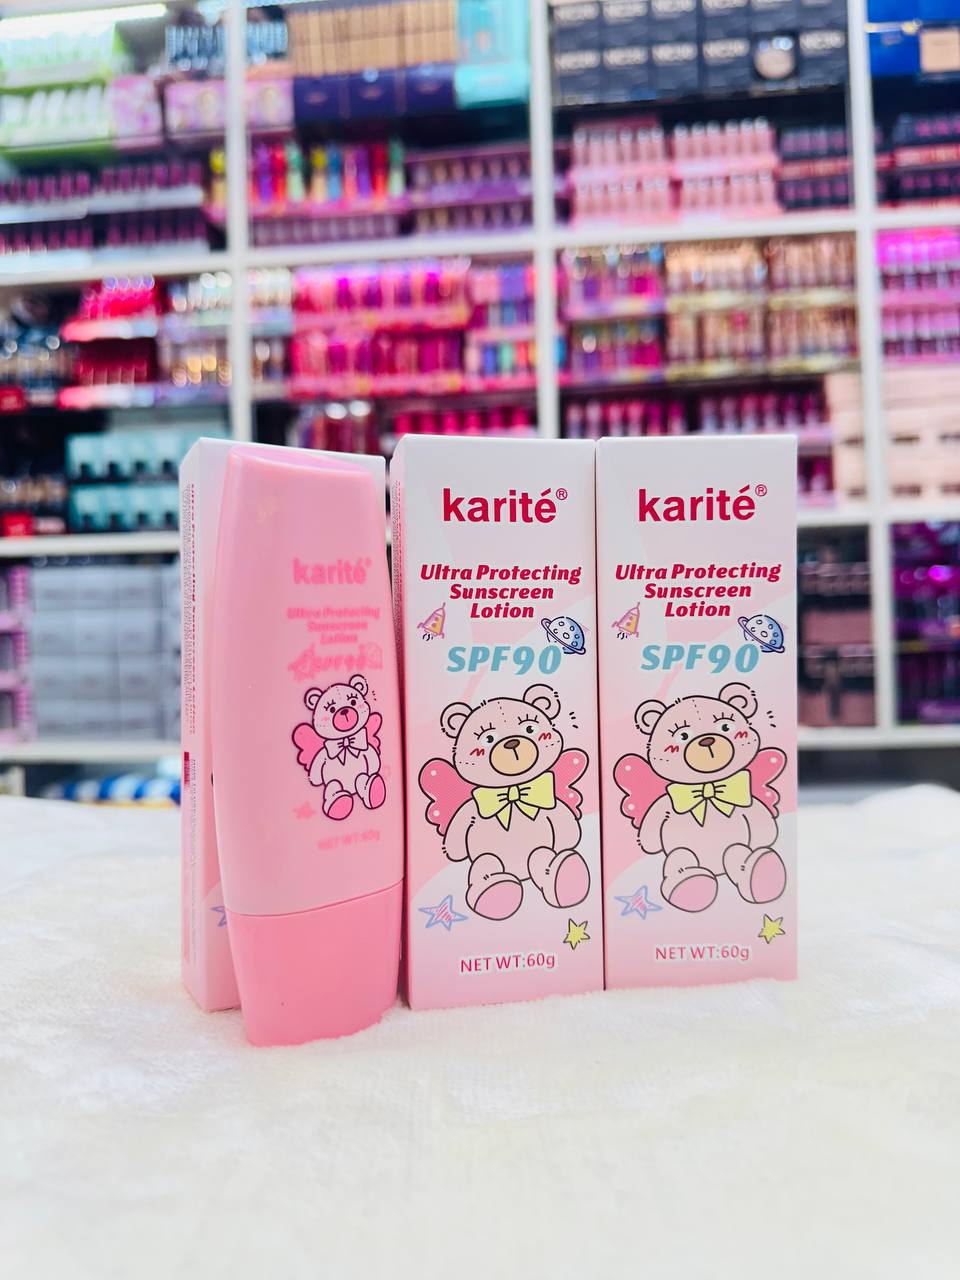 karité®
Ultra Protecting
Sunscreen
Lotion
SPF90
NET WT:60g
karité®
Ultra Protecting
Sunscreen
Lotion
SPF90
NET WT:60g
karité®
Ultra Protecting
Sunscreen
Lotion
SPF90
NET WT:60g